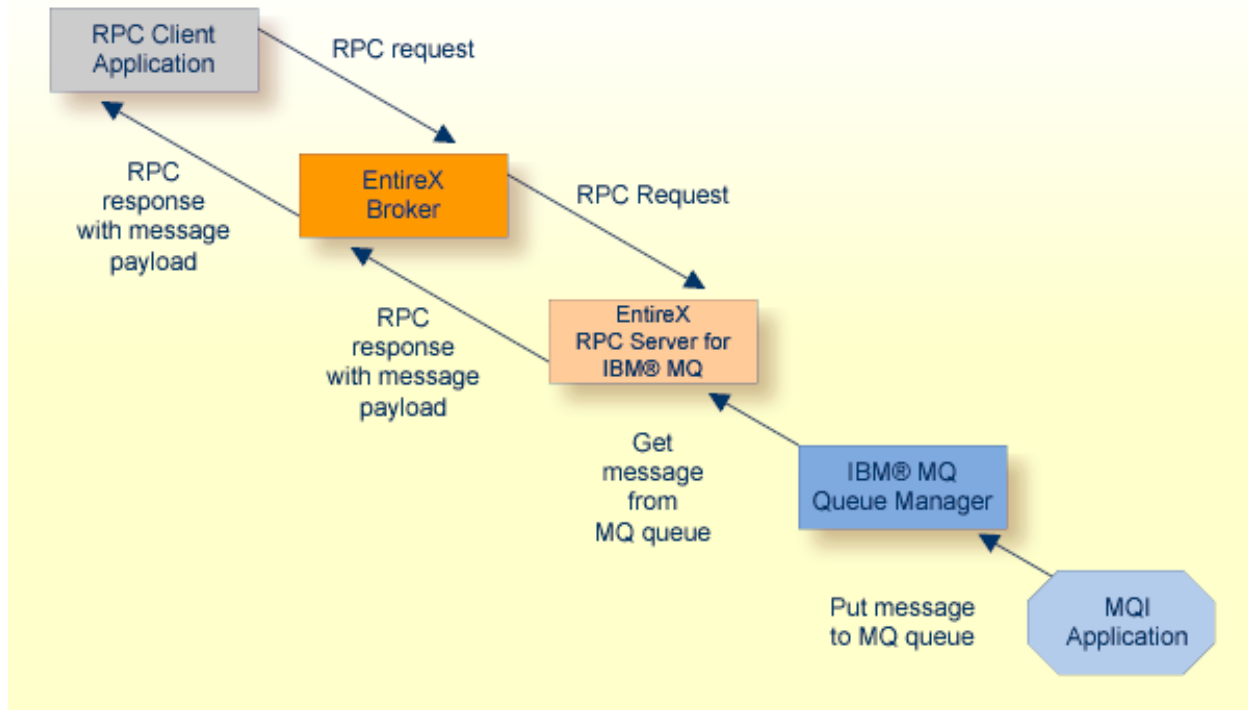 RPC Client
Application
RPC request
RPC
response
with message
payload
EntireX
Broker
RPC Request
RPC
response
with message
payload
EntireX
RPC Server for
IBM® MQ
Get
message
from
MQ queue
IBM® MQ
Queue Manager
Put message
to MQ queue
MQI
Application